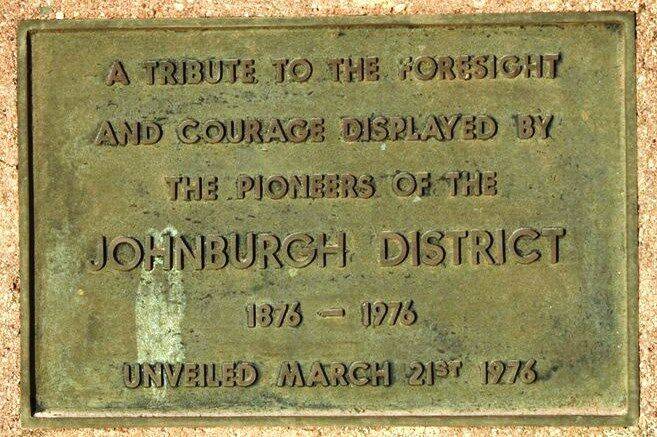 A TRIBUTE TO THE FORESIGHT
AND COURAGE DISPLAYED BY
THE PIONEERS OF THE
JOHNBURGH DISTRICT
1876 – 1976
UNVEILED MARCH 21ST 1976